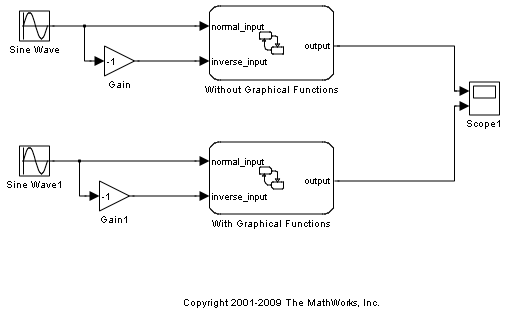 normal_input
output
Sine Wave
-1
inverse_input
Gain
Without Graphical Functions
Scope1
normal_input
output
Sine Wave1
-1
inverse_input
Gain1
With Graphical Functions
Copyright 2001-2009 The MathWorks, Inc.